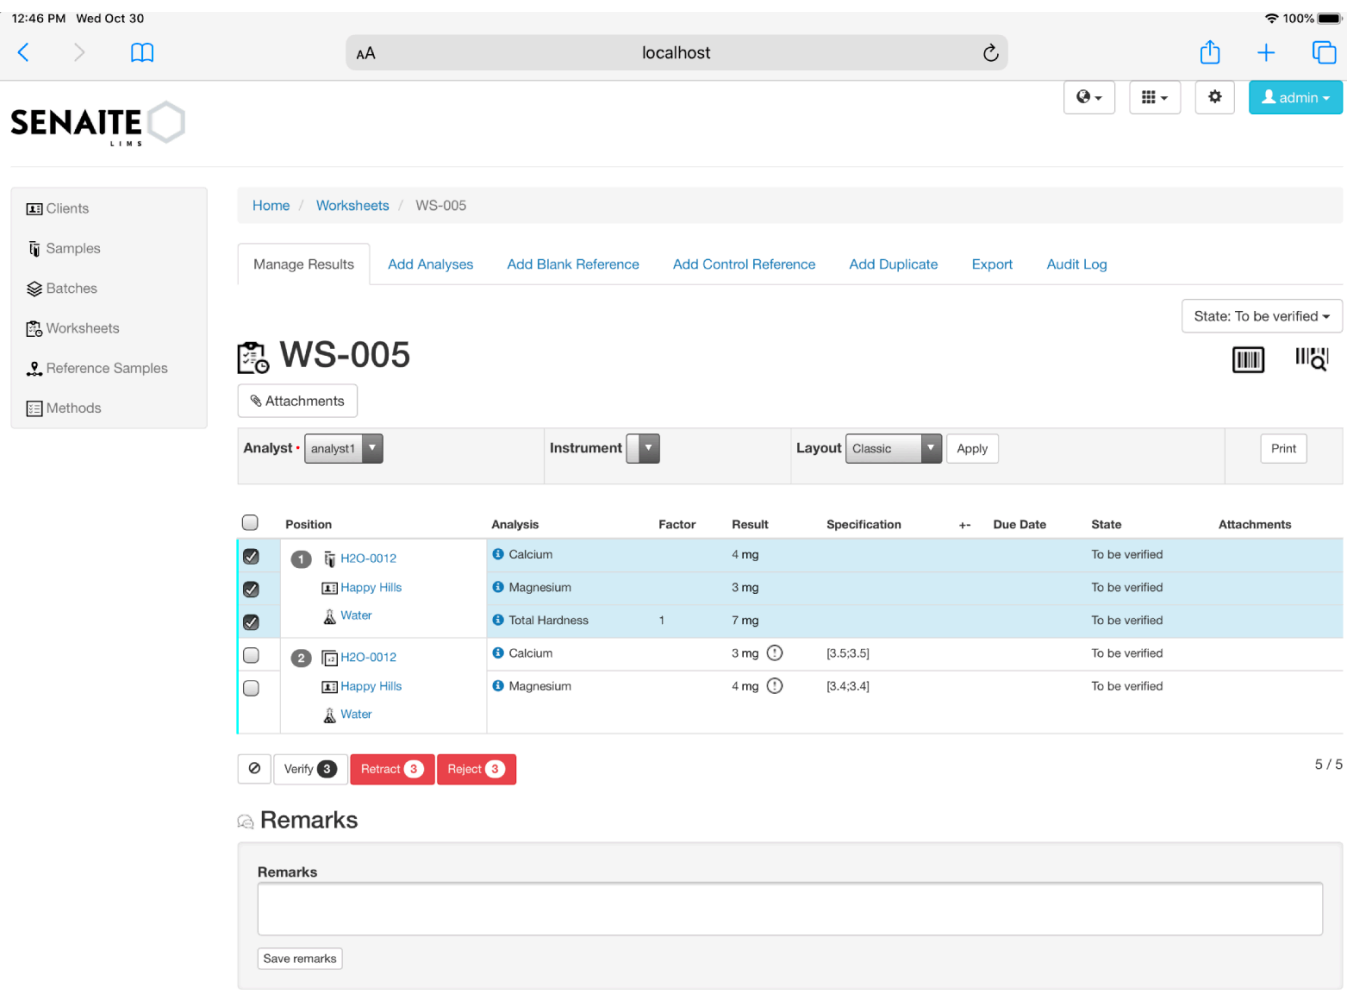 12:46 PM Wed Oct 30
100%
AA localhost
SENAITE
LIMS
admin
Clients
Samples
Batches
Worksheets
Reference Samples
Methods
Home / Worksheets / WS-005
Manage Results Add Analyses Add Blank Reference Add Control Reference Add Duplicate Export Audit Log
State: To be verified
WS-005
Attachments
Analyst analyst1 Instrument Layout Classic Apply Print
Position Analysis Factor Result Specification +- Due Date State Attachments
1 H2O-0012 Calcium 4 mg To be verified
Happy Hills Magnesium 3 mg To be verified
Water Total Hardness 1 7 mg To be verified
2 H2O-0012 Calcium 3 mg [3.5;3.5] To be verified
Happy Hills Magnesium 4 mg [3.4;3.4] To be verified
Water
Verify 3 Retract 3 Reject 3 5 / 5
Remarks
Remarks
Save remarks